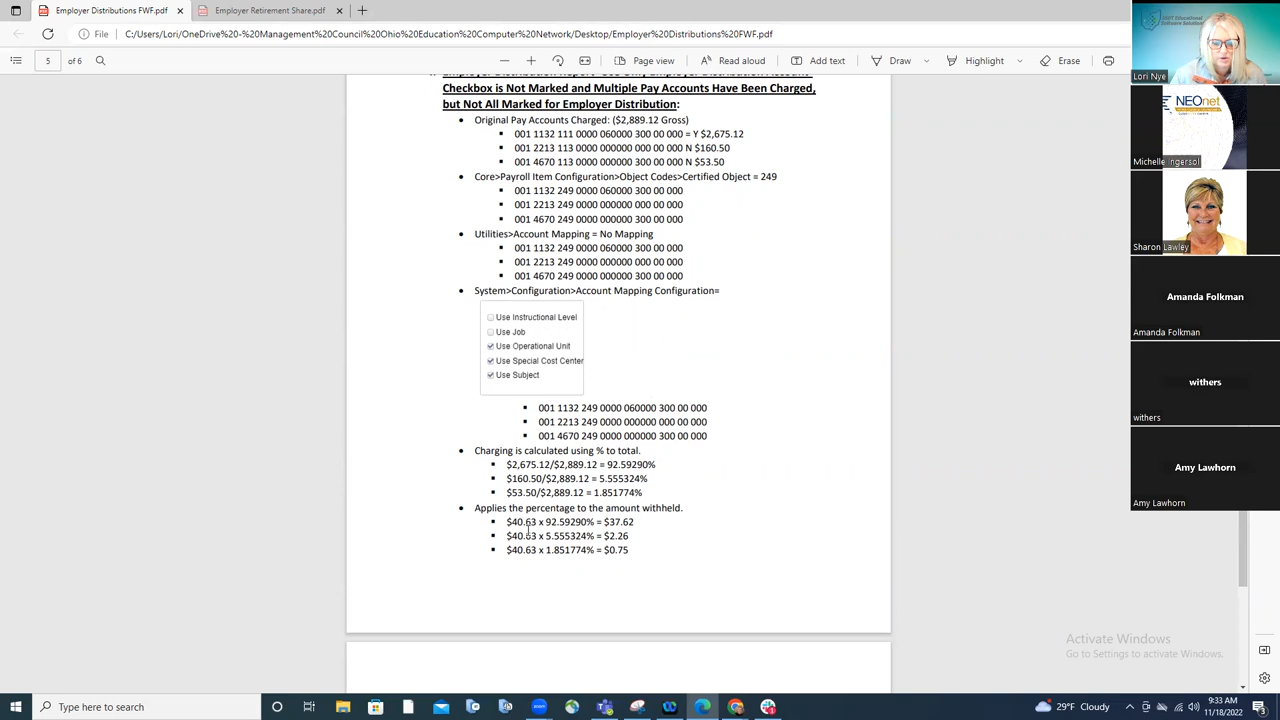 Employer Distributions FWF.pdf
Employer Retirement Share.pdf
File
C:/Users/Lori/OneDrive%20-%20Management%20Council%20Ohio%20Education%20Computer%20Network/Desktop/Employer%20Distributions%20FWF.pdf
5 of 6
Page view
Read aloud
Add text
Draw
Highlight
Erase
Checkbox is Not Marked and Multiple Pay Accounts Have Been Charged,
but Not All Marked for Employer Distribution:
Original Pay Accounts Charged: ($2,889.12 Gross)
001 1132 111 0000 060000 300 00 000 = Y $2,675.12
001 2213 113 0000 000000 000 00 000 N $160.50
001 4670 113 0000 000000 300 00 000 N $53.50
Core>Payroll Item Configuration>Object Codes>Certified Object = 249
001 1132 249 0000 060000 300 00 000
001 2213 249 0000 000000 000 00 000
001 4670 249 0000 000000 300 00 000
Utilities>Account Mapping = No Mapping
001 1132 249 0000 060000 300 00 000
001 2213 249 0000 000000 000 00 000
001 4670 249 0000 000000 300 00 000
System>Configuration>Account Mapping Configuration=
Use Instructional Level
Use Job
Use Operational Unit
Use Special Cost Center
Use Subject
001 1132 249 0000 060000 300 00 000
001 2213 249 0000 000000 000 00 000
001 4670 249 0000 000000 300 00 000
Charging is calculated using % to total.
$2,675.12/$2,889.12 = 92.59290%
$160.50/$2,889.12 = 5.555324%
$53.50/$2,889.12 = 1.851774%
Applies the percentage to the amount withheld.
$40.63 x 92.59290% = $37.62
$40.63 x 5.555324% = $2.26
$40.63 x 1.851774% = $0.75
Lori Nye
NEOnet
Michelle Ingersol
Sharon Lawley
Amanda Folkman
Amanda Folkman
withers
withers
Amy Lawhorn
Amy Lawhorn
Activate Windows
Go to Settings to activate Windows.
Type here to search
29°F Cloudy
9:33 AM
11/18/2022